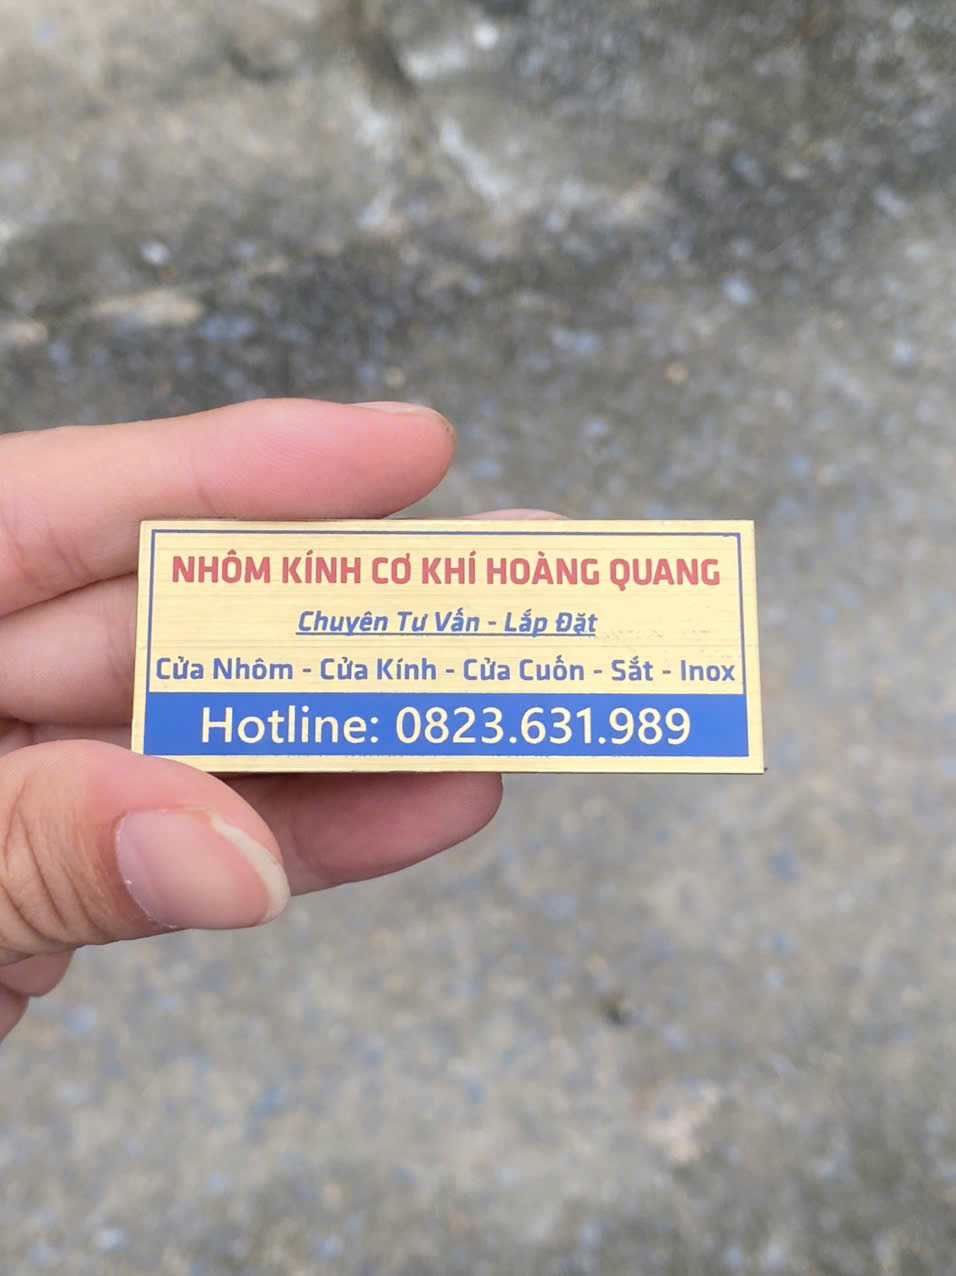 NHÔM KÍNH CƠ KHÍ HOÀNG QUANG
Chuyên Tư Vấn - Lắp Đặt
Cửa Nhôm - Cửa Kính - Cửa Cuốn - Sắt - Inox
Hotline: 0823.631.989